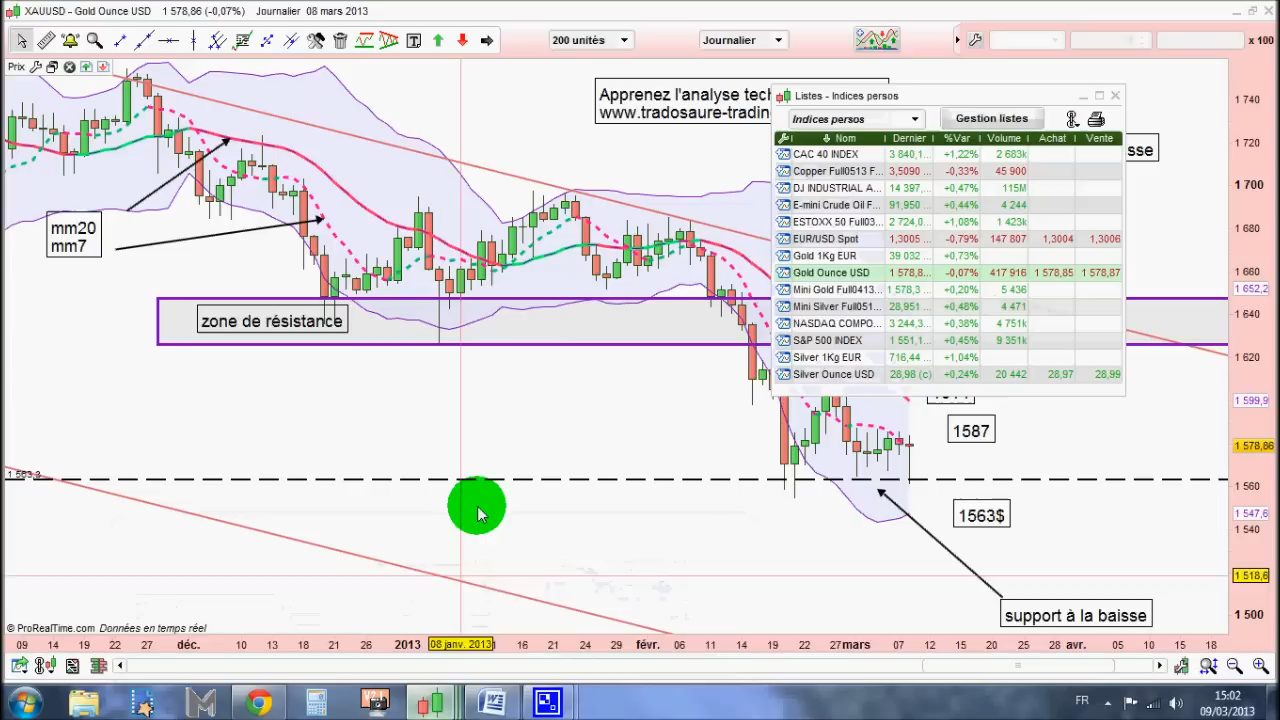 XAUUSD - Gold Ounce USD 1 578,86 (-0,07%) Journalier 08 mars 2013
200 unités Journalier x 100
Prix
Apprenez l'analyse tech
www.tradosaure-tradin
sse
mm20
mm7
zone de résistance
1587
1563$
support à la baisse
1 563,3
Listes - Indices persos
Indices persos Gestion listes
Nom Dernier %Var Volume Achat Vente
CAC 40 INDEX 3 840,1... +1,22% 2 683k
Copper Full0513 F... 3,5090 -0,33% 45 900
DJ INDUSTRIAL A... 14 397,... +0,47% 115M
E-mini Crude Oil F... 91,950 +0,44% 4 244
ESTOXX 50 Full03... 2 724,0 +1,08% 1 423k
EUR/USD Spot 1,3005 -0,79% 147 807 1,3004 1,3006
Gold 1Kg EUR 39 032 +0,73%
Gold Ounce USD 1 578,8... -0,07% 417 916 1 578,85 1 578,87
Mini Gold Full0413... 1 578,3 +0,20% 5 436
Mini Silver Full051... 28,951 +0,48% 4 471
NASDAQ COMPO... 3 244,3... +0,38% 4 751k
S&P 500 INDEX 1 551,1... +0,45% 9 351k
Silver 1Kg EUR 716,44 +1,04%
Silver Ounce USD 28,98 (c) +0,24% 20 442 28,97 28,99
1 740
1 720
1 700
1 680
1 660
1 652,2
1 640
1 620
1 599,9
1 578,86
1 560
1 547,6
1 540
1 518,6
1 500
© ProRealTime.com Données en temps réel
09 14 19 22 27 déc. 10 13 18 21 27 2013 08 janv. 2013 1 16 22 25 30 févr. 06 11 14 19 22 27 mars 07 12 15 20 25 28 avr. 05 10 15 18
FR 15:02
09/03/2013